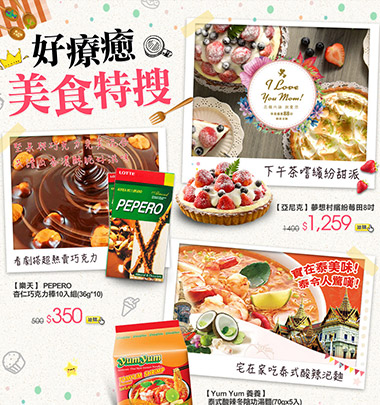 好療癒
美食特搜
I Love
You Mom!
下午茶嚐繽紛甜派
【亞尼克】夢想村繽紛莓田8吋
1400 $1,259
LOTTE
PEPERO
看劇搭超熱賣巧克力
【樂天】PEPERO
杏仁巧克力棒10入組(36g*10)
500 $350
實在泰美味!
泰令人驚嘆!
宅在家吃泰式酸辣泡麵
YumYum
【Yum Yum 養養】
泰式酸辣冬陰功湯麵(70gx5入)